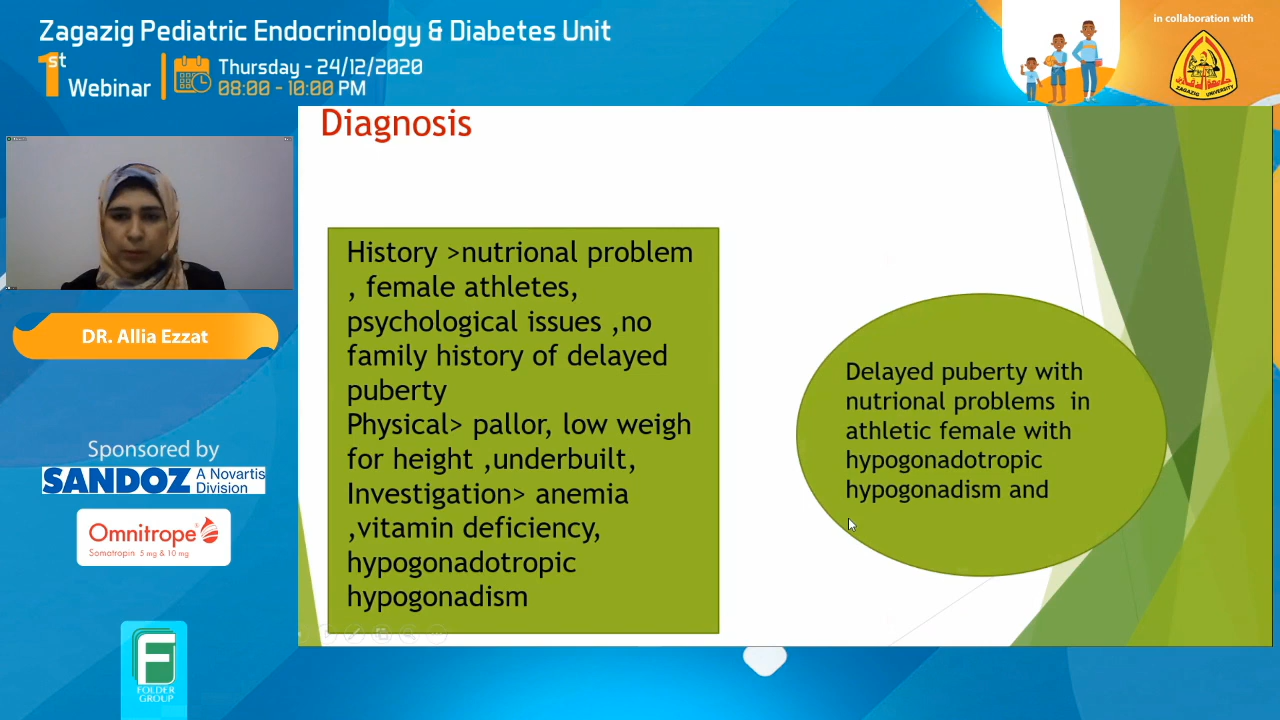 Zagazig Pediatric Endocrinology & Diabetes Unit
1st Webinar
Thursday - 24/12/2020
08:00 - 10:00 PM
in collaboration with
ZAGAZIG UNIVERSITY
Diagnosis
History >nutrional problem
, female athletes,
psychological issues ,no
family history of delayed
puberty
Physical> pallor, low weigh
for height ,underbuilt,
Investigation> anemia
,vitamin deficiency,
hypogonadotropic
hypogonadism
Delayed puberty with
nutrional problems in
athletic female with
hypogonadotropic
hypogonadism and
DR. Allia Ezzat
Sponsored by
SANDOZ A Novartis
Division
Omnitrope
Somatropin 5 mg & 10 mg
F
FOLDER
GROUP